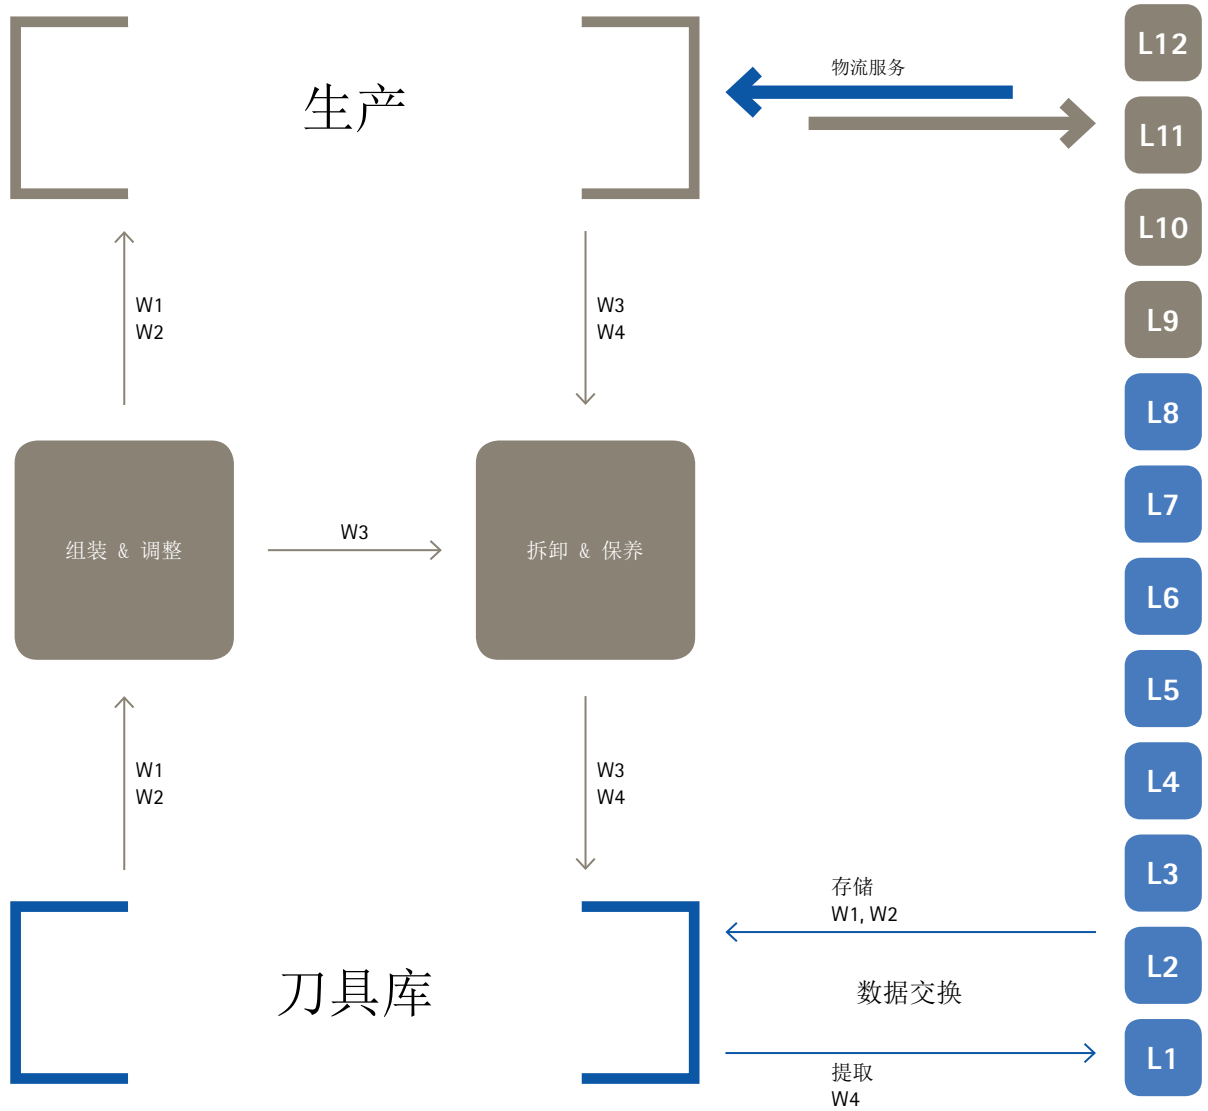 生产
物流服务
L12
L11
L10
L9
L8
L7
L6
L5
L4
L3
L2
L1
W1
W2
W3
W4
组装 & 调整
W3
拆卸 & 保养
W1
W2
W3
W4
刀具库
存储
W1, W2
数据交换
提取
W4